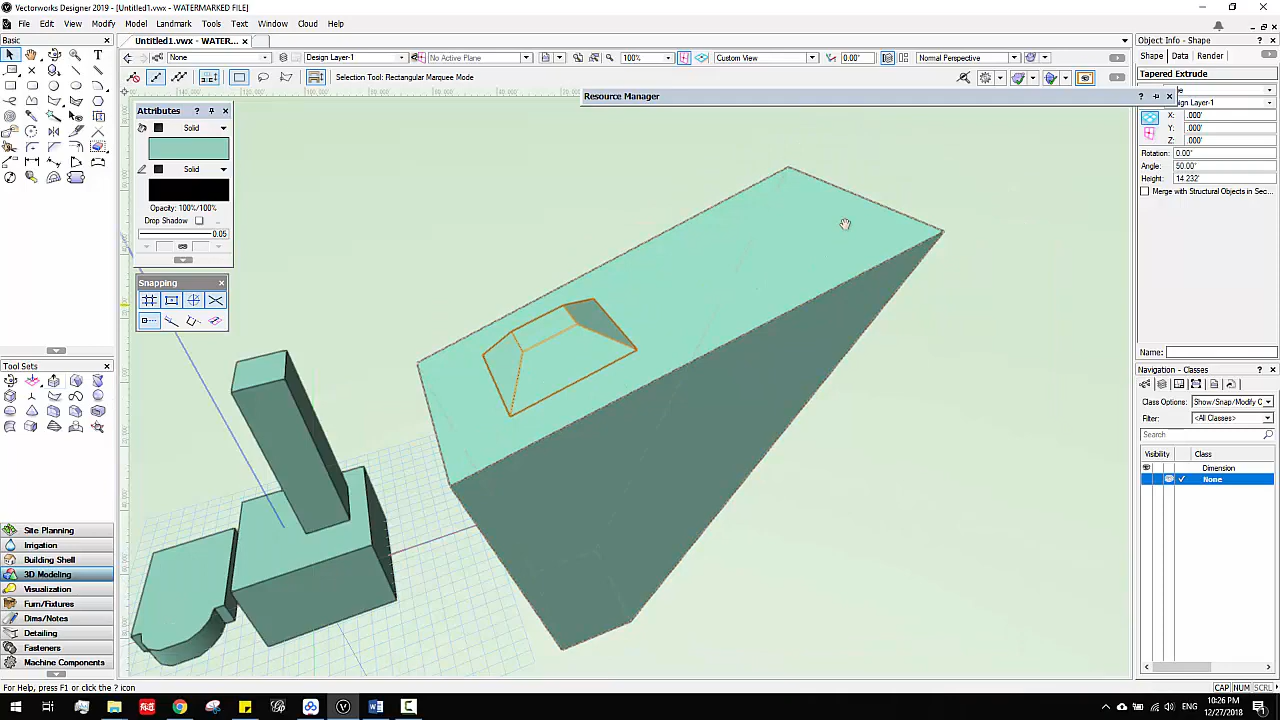 Vectorworks Designer 2019 - [Untitled1.vwx - WATERMARKED FILE]
File Edit View Modify Model Landmark Tools Text Window Cloud Help
Basic
Untitled1.vwx - WATER...
None
Design Layer-1
No Active Plane
100%
Custom View
0.00°
Normal Perspective
Selection Tool: Rectangular Marquee Mode
Attributes ?
Solid
Solid
Opacity: 100%/100%
Drop Shadow
0.05
Snapping
Resource Manager ?
Object Info - Shape ?
Shape Data Render
Tapered Extrude
X: .000'
Y: .000'
Z: .000'
Rotation: 0.00°
Angle: 50.00°
Height: 14.232'
Merge with Structural Objects in Sec
Name:
Navigation - Classes ?
Class Options: Show/Snap/Modify O
Filter: <All Classes>
Search
Visibility Class
Dimension
None
Tool Sets
Site Planning
Irrigation
Building Shell
3D Modeling
Visualization
Furn/Fixtures
Dims/Notes
Detailing
Fasteners
Machine Components
For Help, press F1 or click the ? icon
CAP NUM SCRL
ENG
10:26 PM
12/27/2018